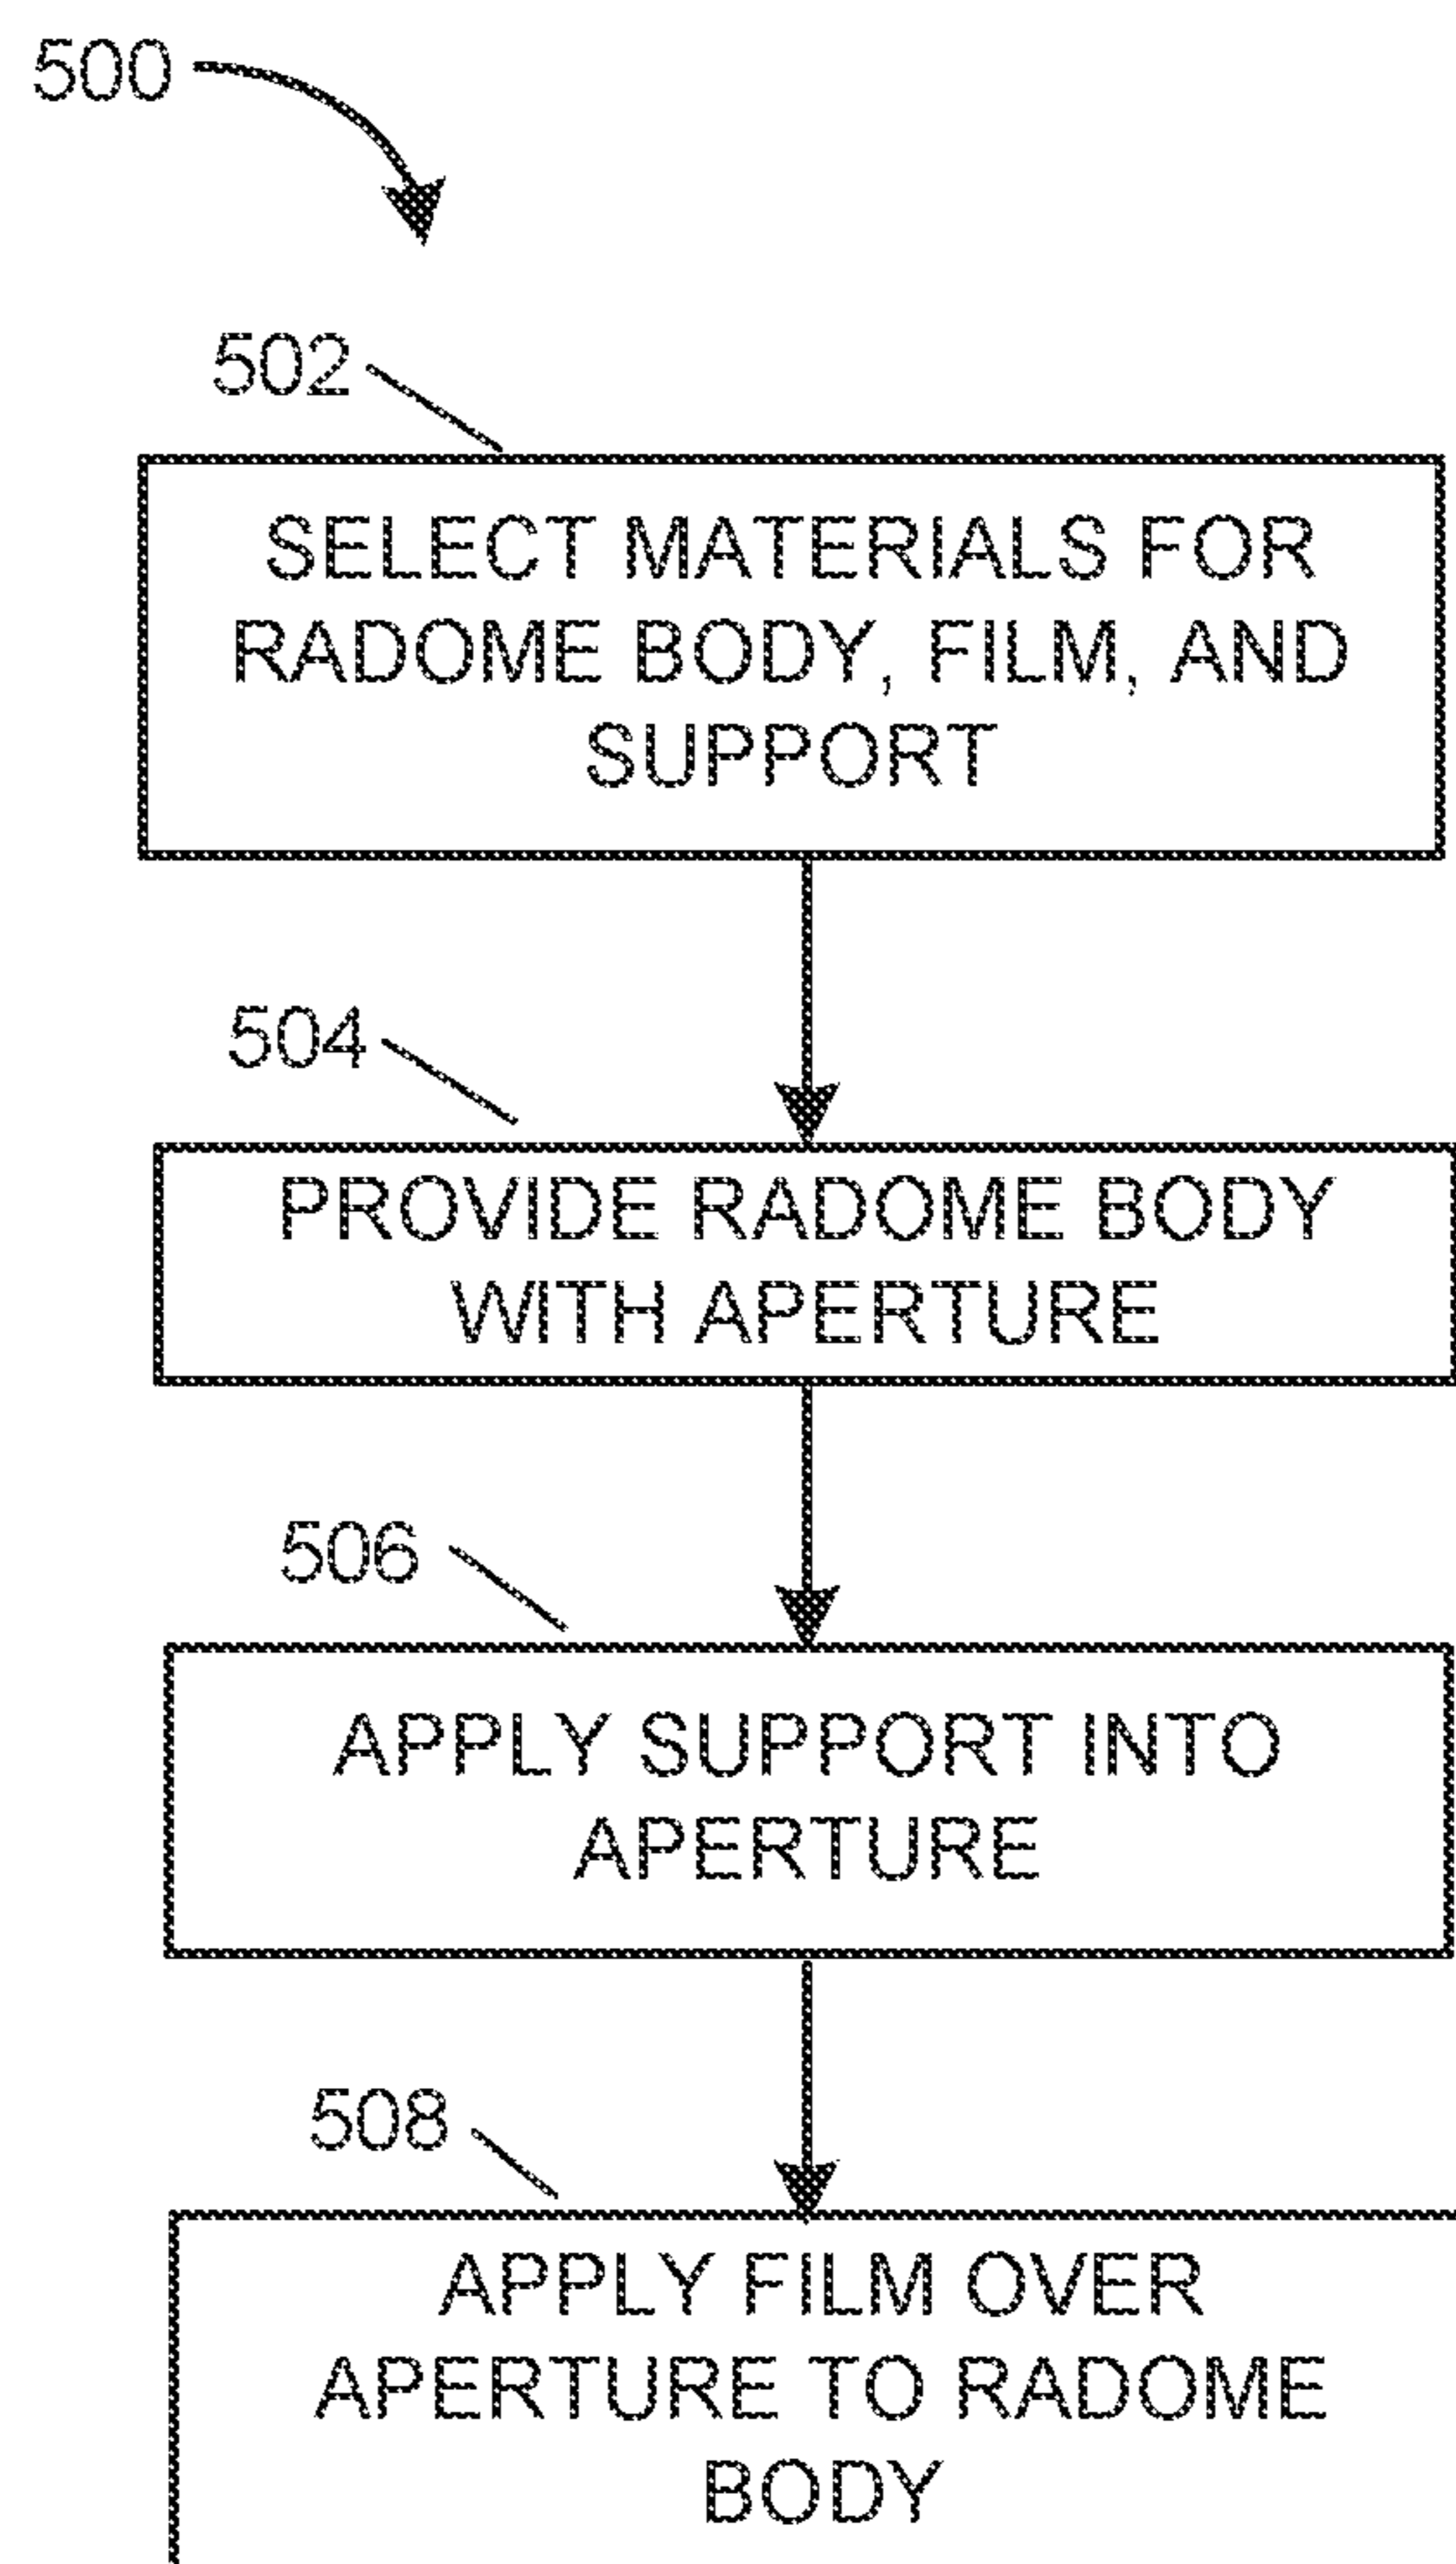 500
502
SELECT MATERIALS FOR
RADOME BODY, FILM, AND
SUPPORT
504
PROVIDE RADOME BODY
WITH APERTURE
506
APPLY SUPPORT INTO
APERTURE
508
APPLY FILM OVER
APERTURE TO RADOME
BODY